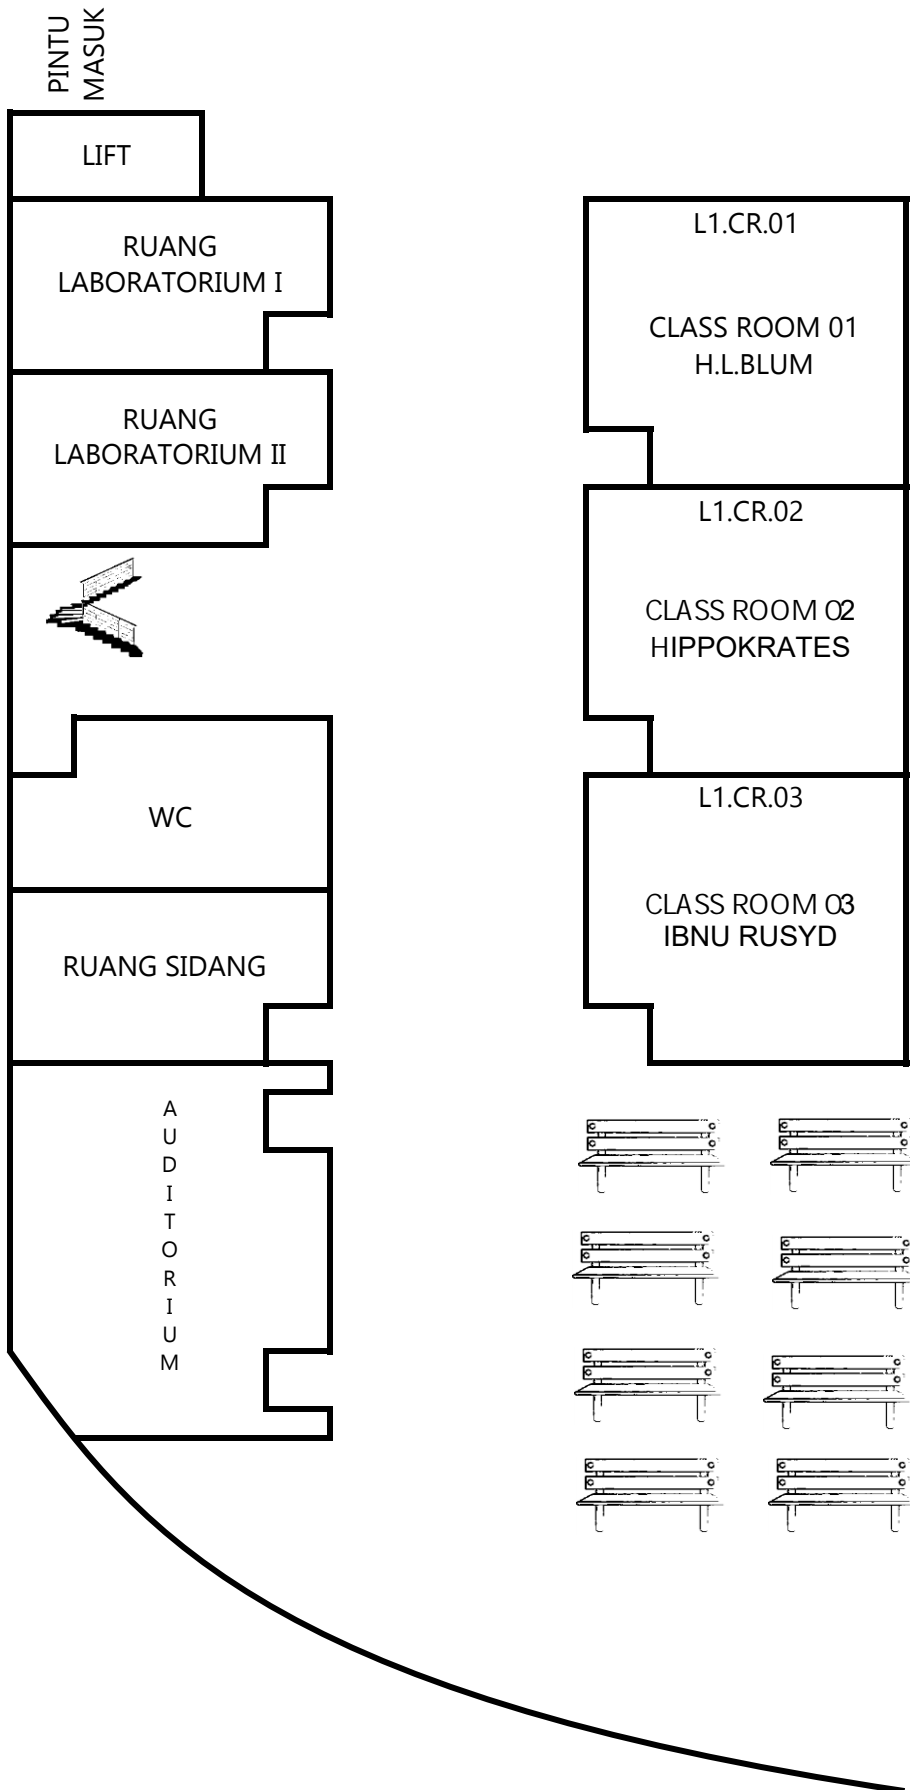 PINTU
MASUK
LIFT
RUANG
LABORATORIUM I
RUANG
LABORATORIUM II
WC
RUANG SIDANG
AUDITORIUM
L1.CR.01
CLASS ROOM 01
H.L.BLUM
L1.CR.02
CLASS ROOM 02
HIPPOKRATES
L1.CR.03
CLASS ROOM 03
IBNU RUSYD